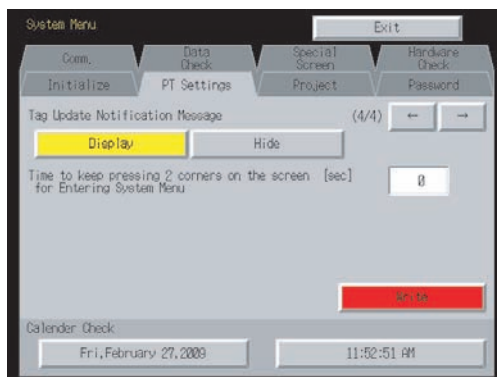 System Menu
Exit
Comm.
Data
Check
Special
Screen
Hardware
Check
Initialize
PT Settings
Project
Password
Tag Update Notification Message
(4/4)
←
→
Display
Hide
Time to keep pressing 2 corners on the screen [sec]
for Entering System Menu
0
Write
Calender Check
Fri,February 27,2009
11:52:51 AM